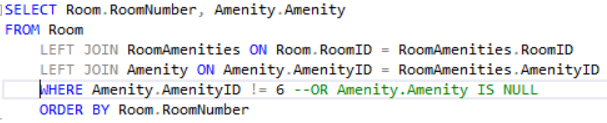 SELECT Room.RoomNumber, Amenity.Amenity
FROM Room
LEFT JOIN RoomAmenities ON Room.RoomID = RoomAmenities.RoomID
LEFT JOIN Amenity ON Amenity.AmenityID = RoomAmenities.AmenityID
WHERE Amenity.AmenityID != 6 --OR Amenity.Amenity IS NULL
ORDER BY Room.RoomNumber